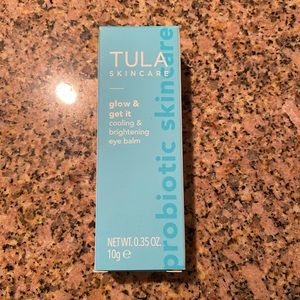 TULA
SKINCARE
glow &
get it
cooling &
brightening
eye balm
NET WT. 0.35 OZ.
10g ℮
probiotic skincare